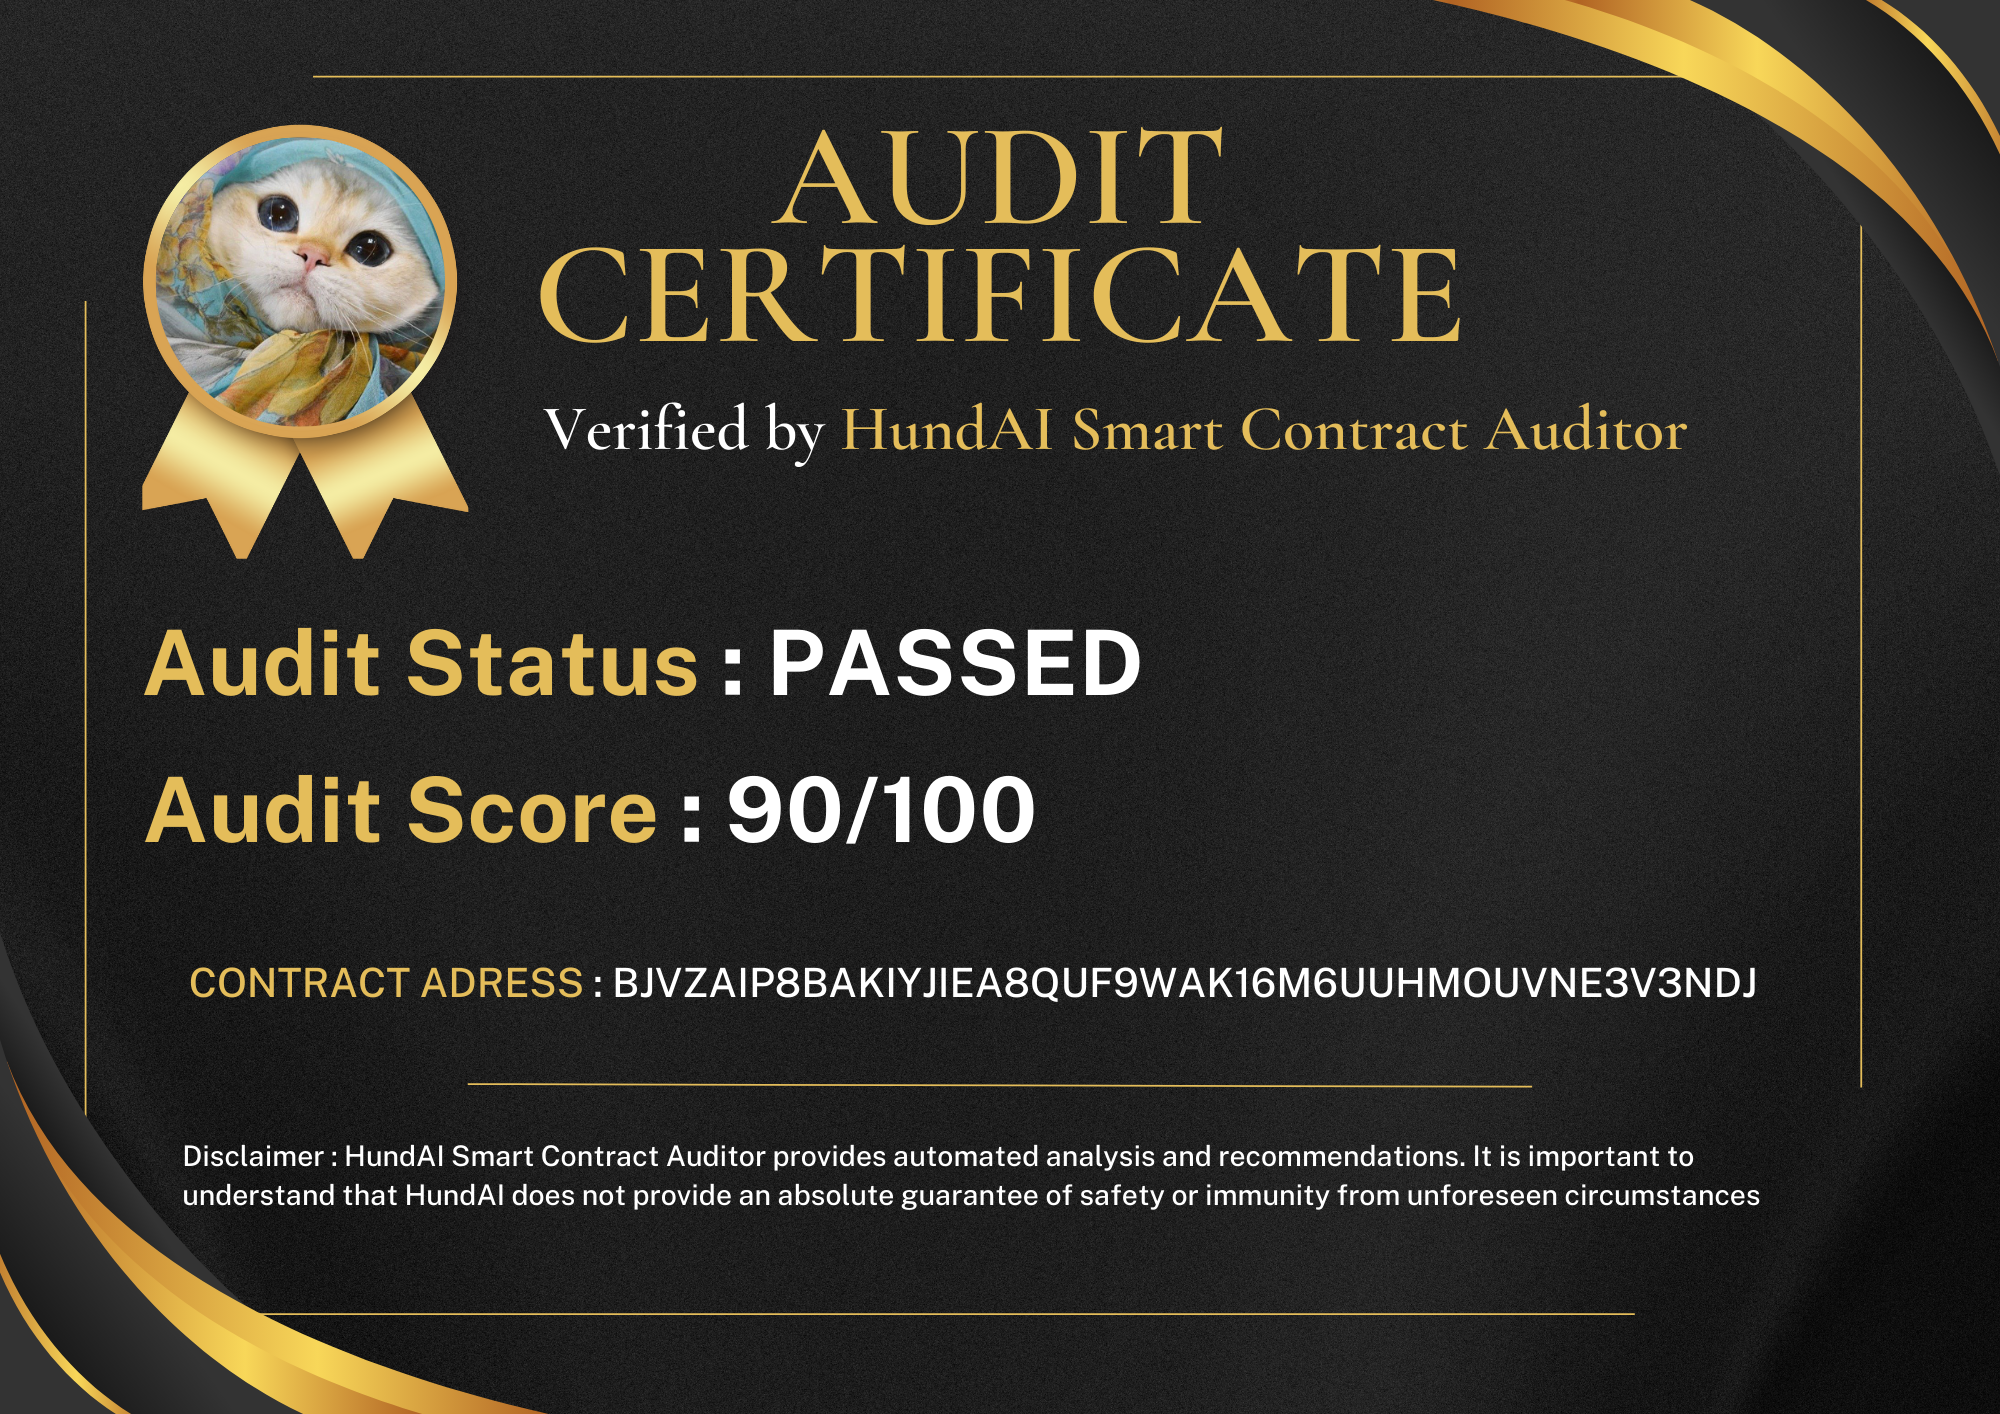 AUDIT
CERTIFICATE
Verified by HundAI Smart Contract Auditor
Audit Status : PASSED
Audit Score : 90/100
CONTRACT ADRESS : BJVZAIP8BAKIYJIEA8QUF9WAK16M6UUHMOUVNE3V3NDJ
Disclaimer : HundAI Smart Contract Auditor provides automated analysis and recommendations. It is important to
understand that HundAI does not provide an absolute guarantee of safety or immunity from unforeseen circumstances